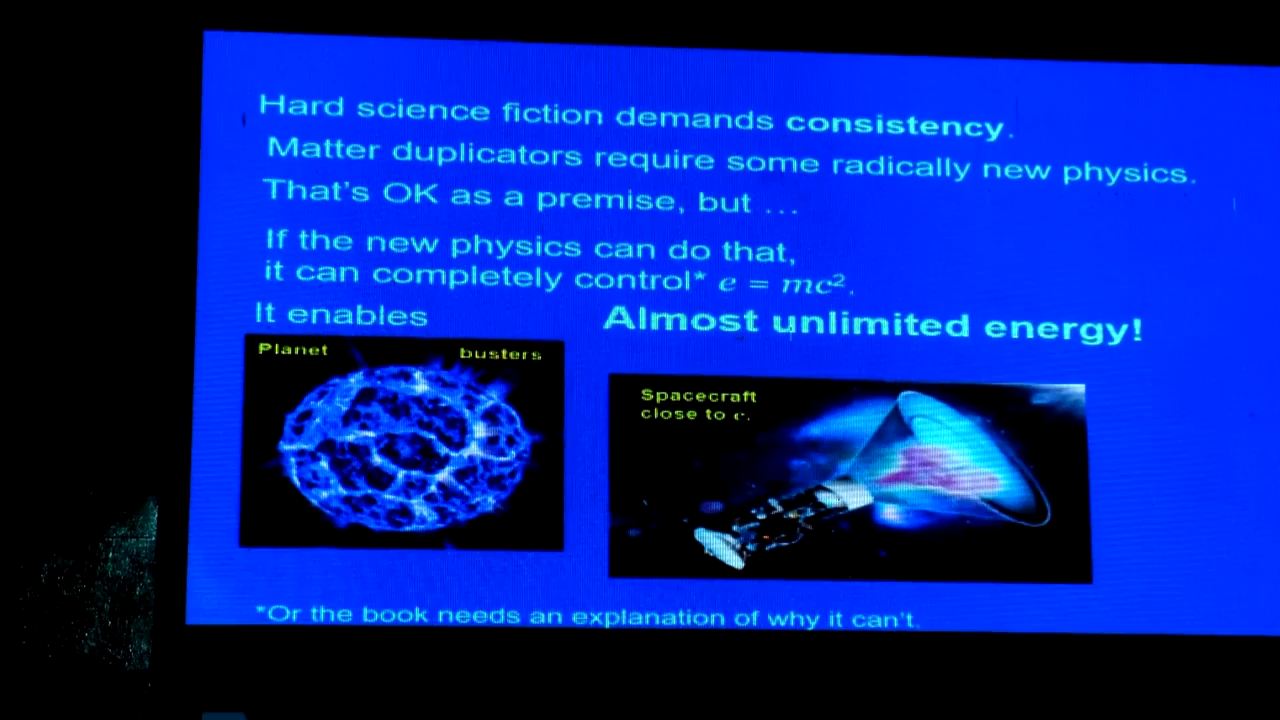 Hard science fiction demands consistency.
Matter duplicators require some radically new physics.
That's OK as a premise, but ...
If the new physics can do that,
it can completely control* e = mc².
It enables
Almost unlimited energy!
Planet busters
Spacecraft
close to c.
*Or the book needs an explanation of why it can't.